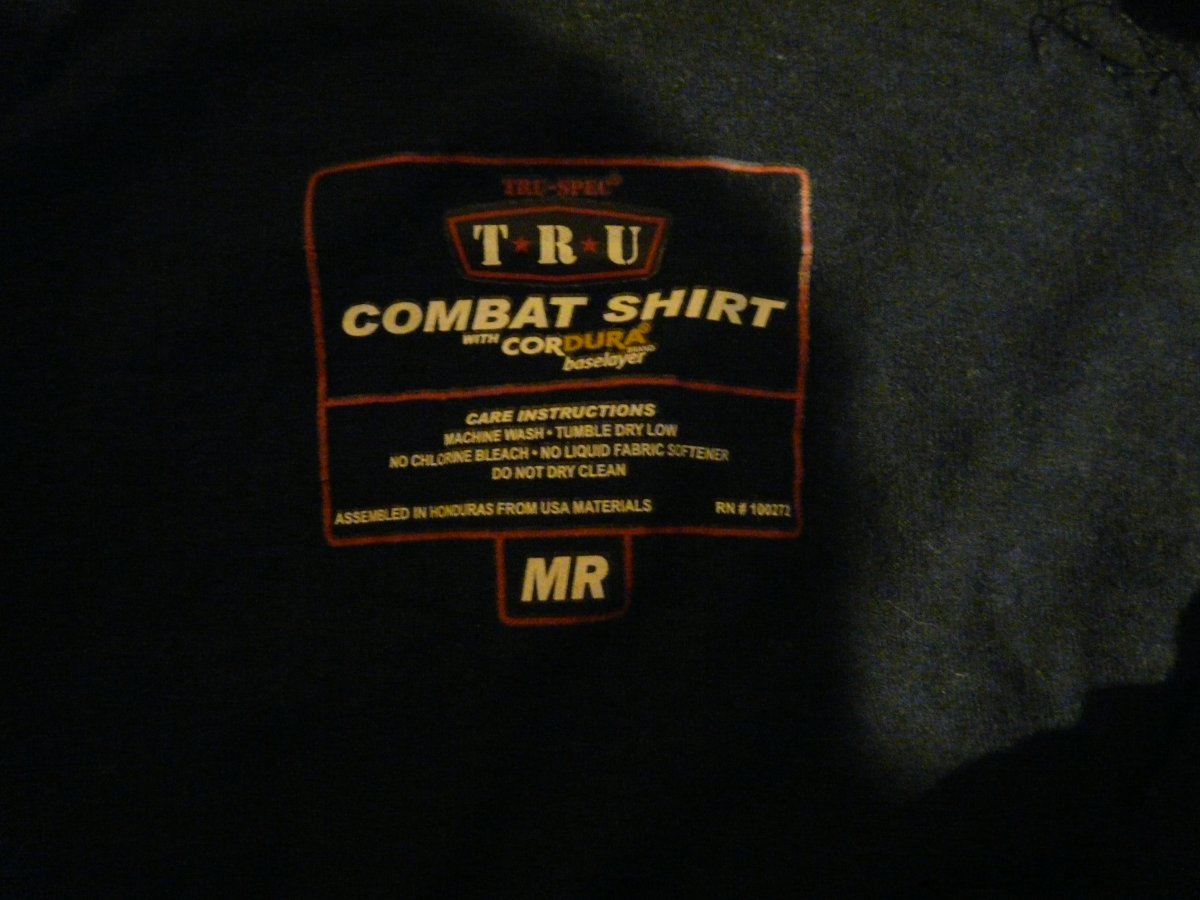 TRU-SPEC®
T★R★U
COMBAT SHIRT
WITH CORDURA®
BRAND
baselayer
CARE INSTRUCTIONS
MACHINE WASH • TUMBLE DRY LOW
NO CHLORINE BLEACH • NO LIQUID FABRIC SOFTENER
DO NOT DRY CLEAN
ASSEMBLED IN HONDURAS FROM USA MATERIALS RN # 100272
MR